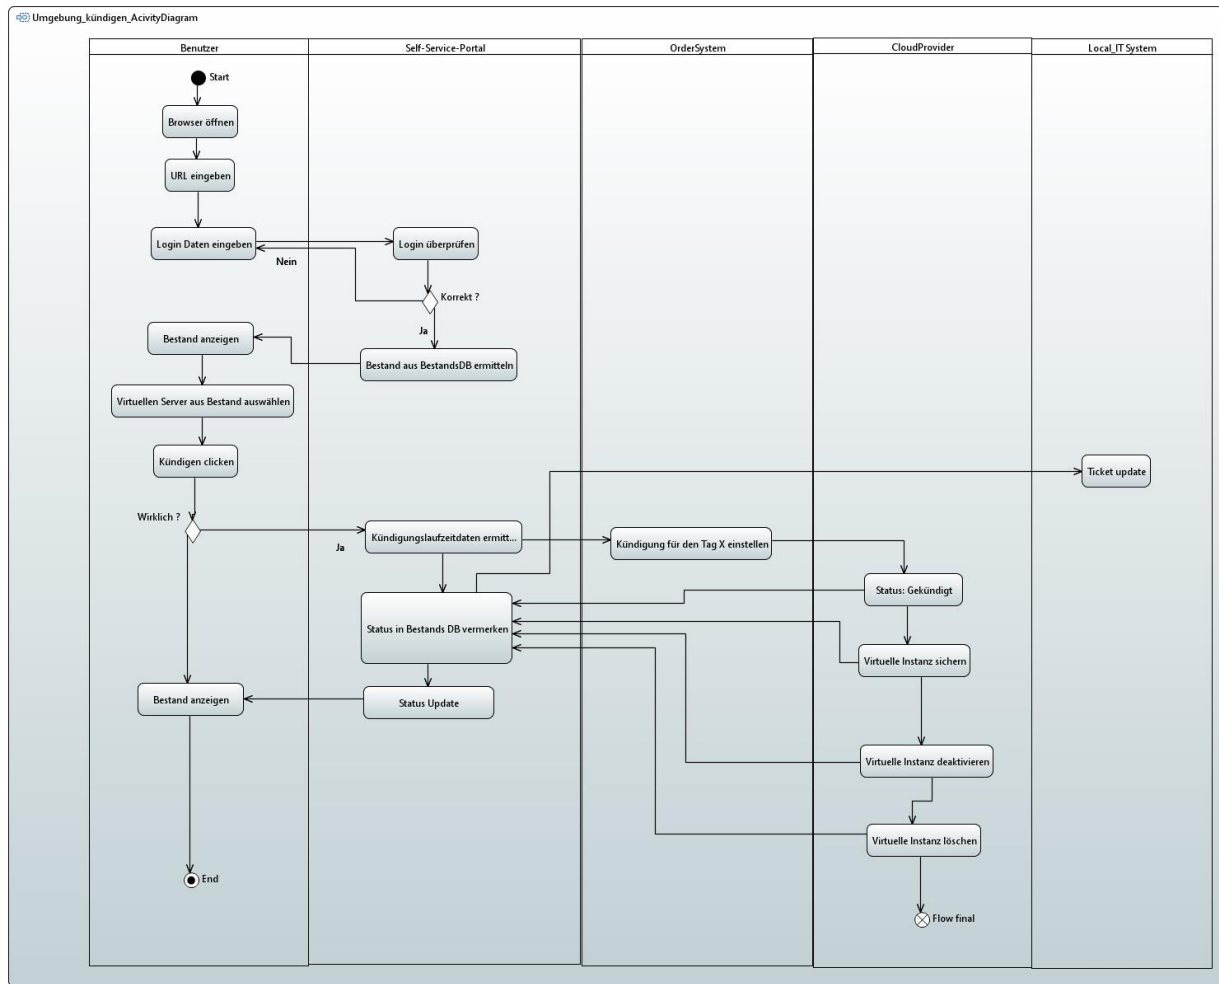 Umgebung_kündigen_AcivityDiagram
Benutzer
Self-Service-Portal
OrderSystem
CloudProvider
Local_IT System
Start
Browser öffnen
URL eingeben
Login Daten eingeben
Login überprüfen
Nein
Korrekt ?
Ja
Bestand anzeigen
Bestand aus BestandsDB ermitteln
Virtuellen Server aus Bestand auswählen
Kündigen clicken
Ticket update
Wirklich ?
Ja
Kündigungslaufzeitdaten ermitt...
Kündigung für den Tag X einstellen
Status: Gekündigt
Status in Bestands DB vermerken
Virtuelle Instanz sichern
Bestand anzeigen
Status Update
Virtuelle Instanz deaktivieren
Virtuelle Instanz löschen
End
Flow final